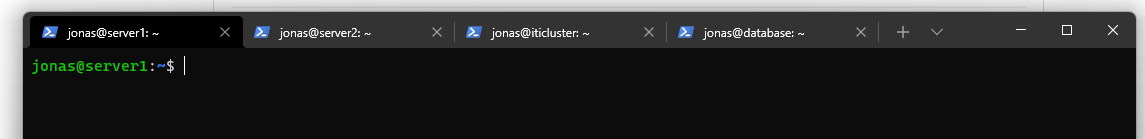 jonas@server1: ~ jonas@server2: ~ jonas@iticluster: ~ jonas@database: ~
jonas@server1:~$